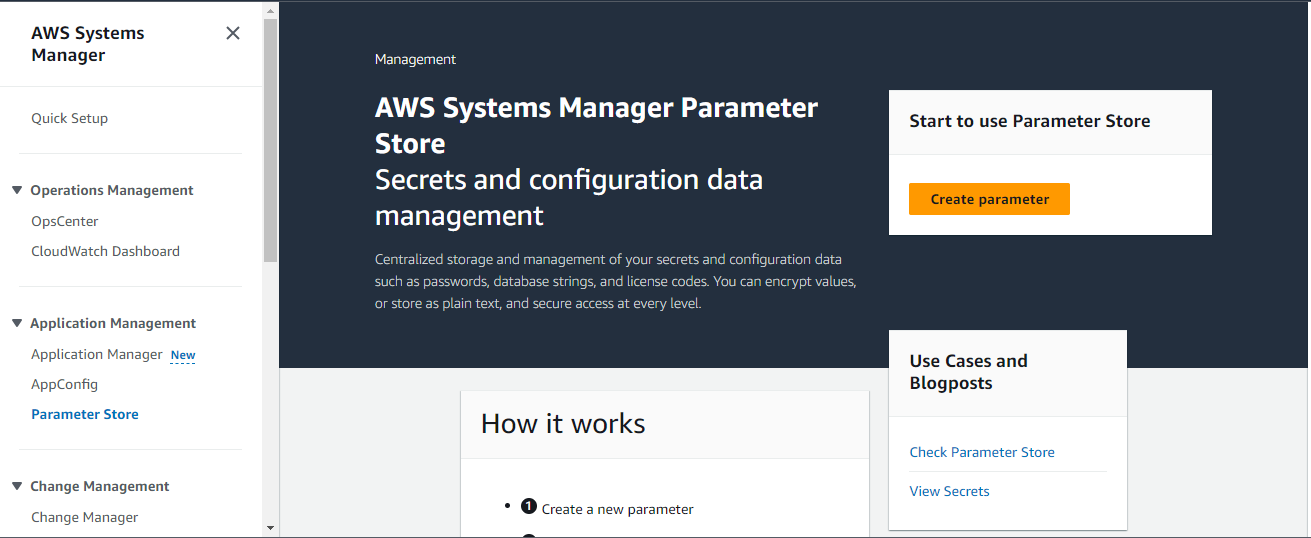 AWS Systems
Manager
Quick Setup
Operations Management
OpsCenter
CloudWatch Dashboard
Application Management
Application Manager New
AppConfig
Parameter Store
Change Management
Change Manager
Management
AWS Systems Manager Parameter
Store
Secrets and configuration data
management
Centralized storage and management of your secrets and configuration data
such as passwords, database strings, and license codes. You can encrypt values,
or store as plain text, and secure access at every level.
Start to use Parameter Store
Create parameter
How it works
1 Create a new parameter
Use Cases and
Blogposts
Check Parameter Store
View Secrets